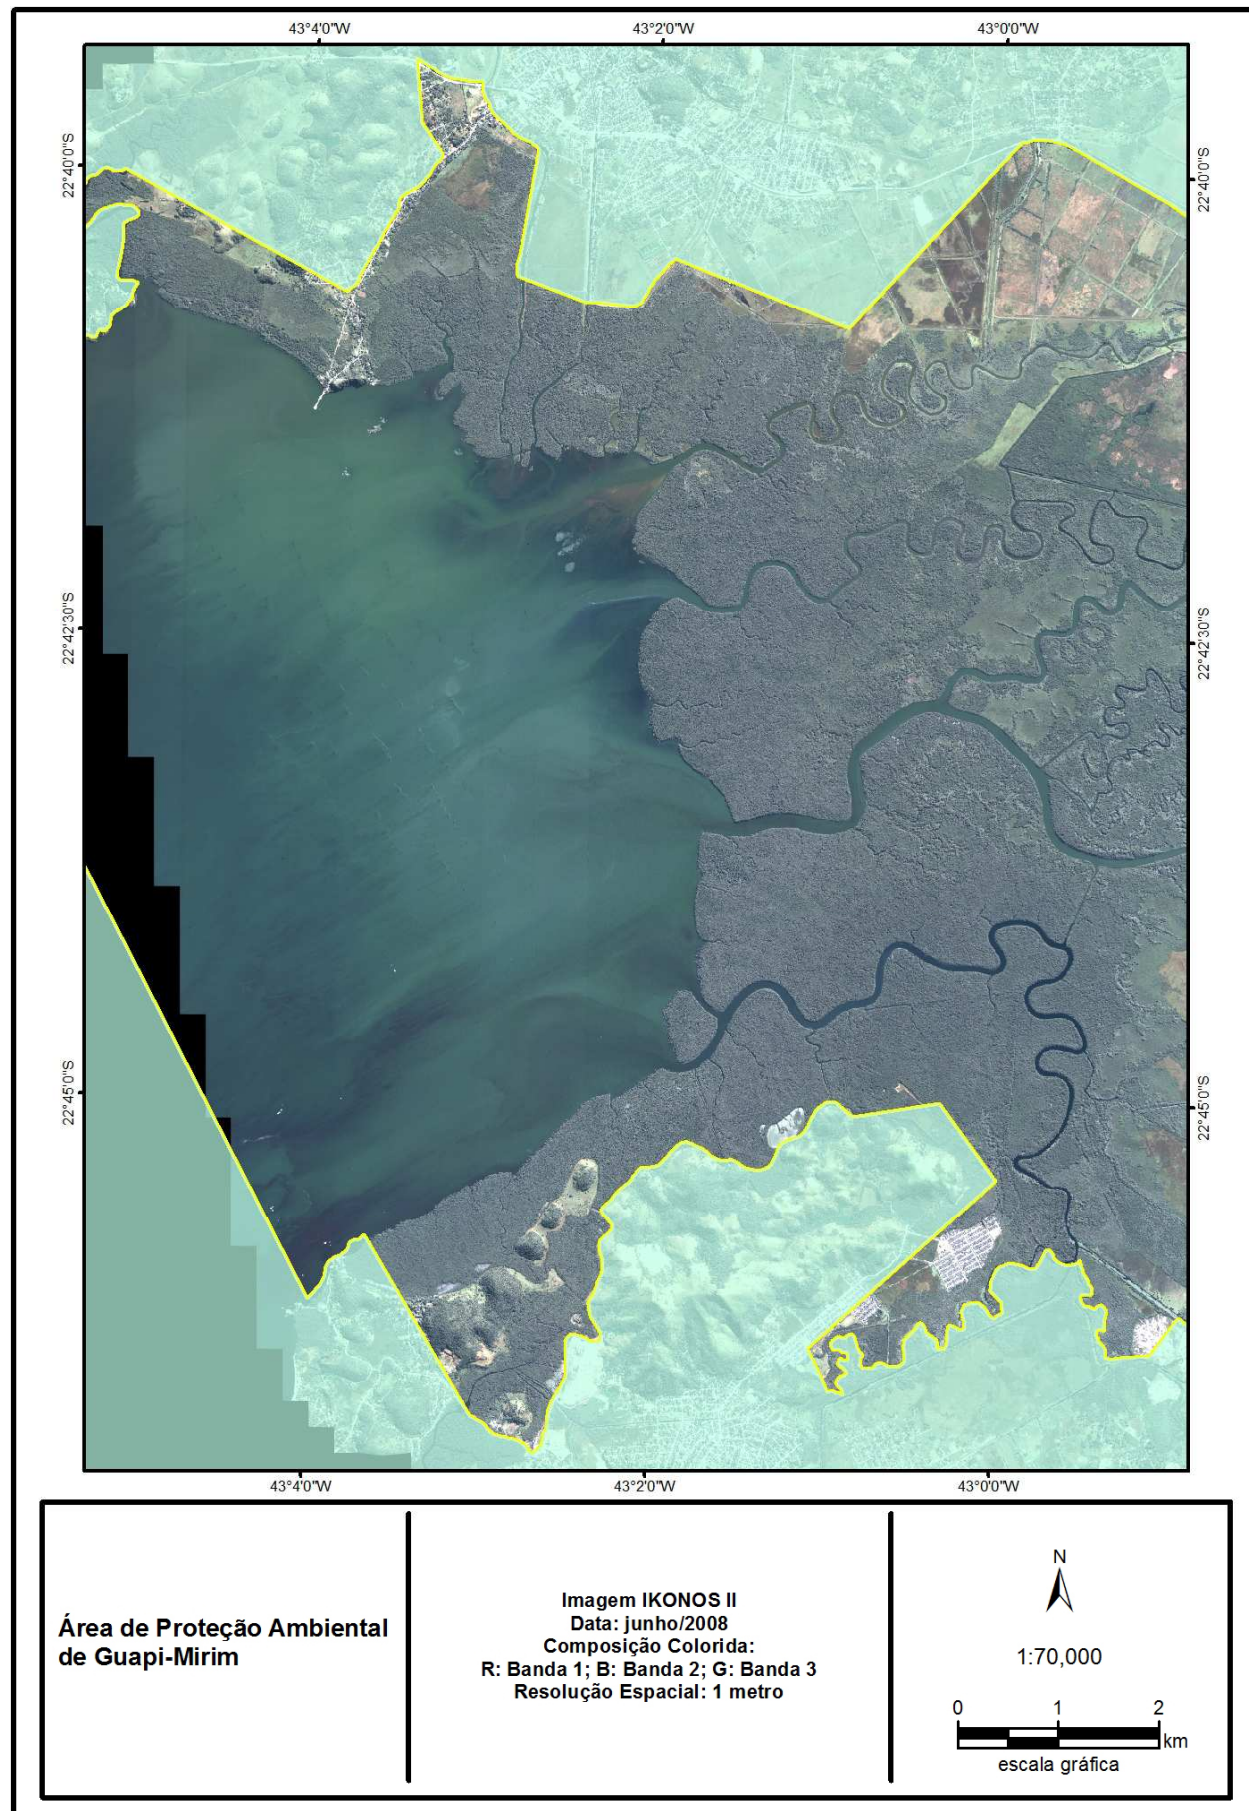 43°4'0"W
43°2'0"W
43°0'0"W
22°40'0"S
22°40'0"S
22°42'30"S
22°42'30"S
22°45'0"S
22°45'0"S
43°4'0"W
43°2'0"W
43°0'0"W
Área de Proteção Ambiental
de Guapi-Mirim
Imagem IKONOS II
Data: junho/2008
Composição Colorida:
R: Banda 1; B: Banda 2; G: Banda 3
Resolução Espacial: 1 metro
N
1:70,000
0 1 2
km
escala gráfica